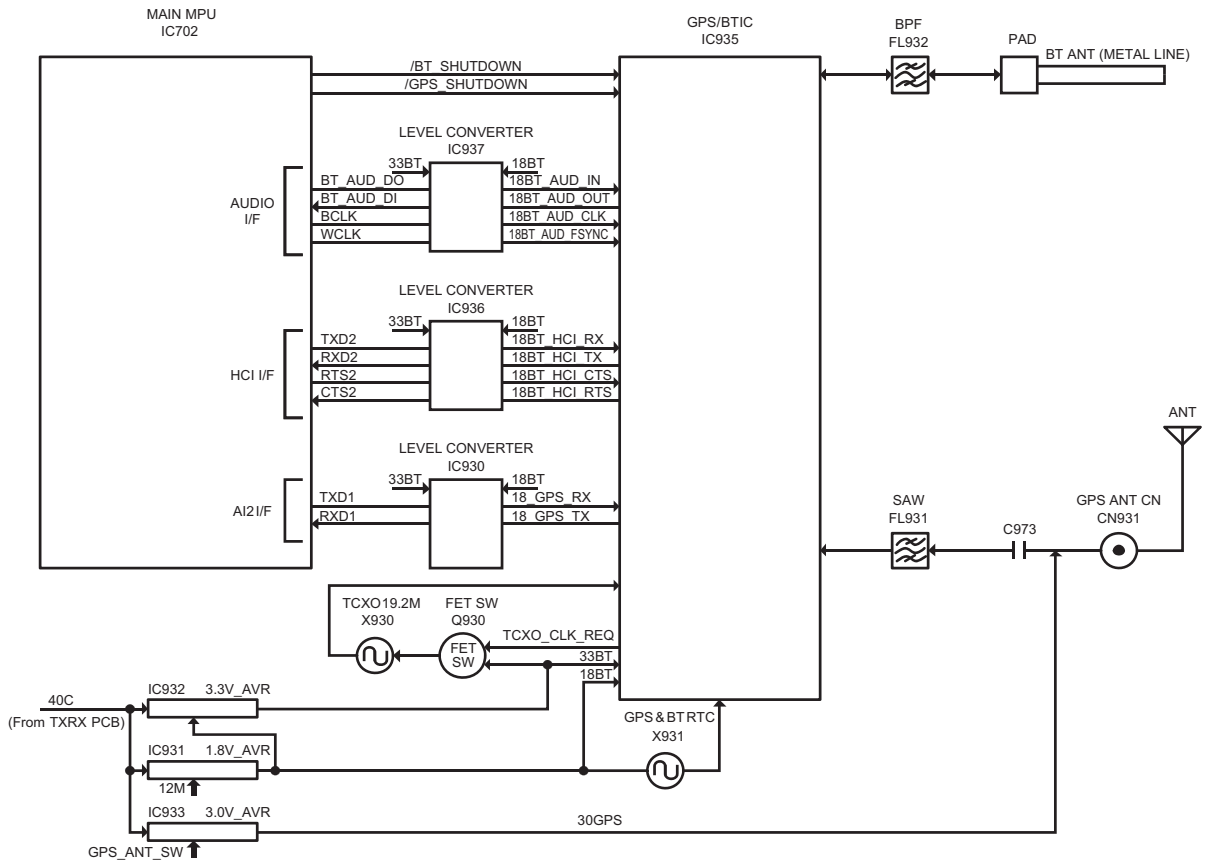 MAIN MPU
IC702
GPS/BTIC
IC935
BPF
FL932
PAD
BT ANT (METAL LINE)
/BT_SHUTDOWN
/GPS_SHUTDOWN
LEVEL CONVERTER
IC937
33BT
18BT
AUDIO
I/F
BT_AUD_DO
18BT_AUD_IN
BT_AUD_DI
18BT_AUD_OUT
BCLK
18BT_AUD_CLK
WCLK
18BT_AUD_FSYNC
LEVEL CONVERTER
IC936
33BT
18BT
HCI I/F
TXD2
18BT_HCI_RX
RXD2
18BT_HCI_TX
RTS2
18BT_HCI_CTS
CTS2
18BT_HCI_RTS
LEVEL CONVERTER
IC930
33BT
18BT
AI2 I/F
TXD1
18_GPS_RX
RXD1
18_GPS_TX
ANT
SAW
FL931
C973
GPS ANT CN
CN931
TCXO 19.2M
X930
FET SW
Q930
FET
SW
TCXO_CLK_REQ
33BT
18BT
40C
(From TXRX PCB)
IC932 3.3V_AVR
GPS & BT RTC
X931
IC931 1.8V_AVR
12M
IC933 3.0V_AVR
30GPS
GPS_ANT_SW